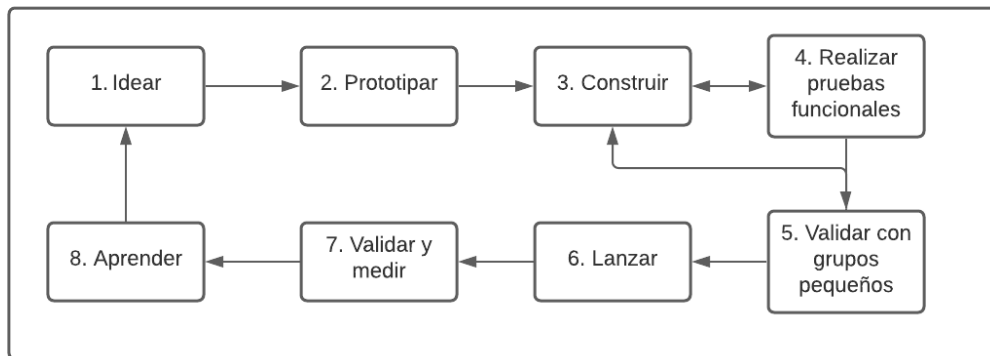 1. Idear
2. Prototipar
3. Construir
4. Realizar
pruebas
funcionales
5. Validar con
grupos
pequeños
6. Lanzar
7. Validar y
medir
8. Aprender